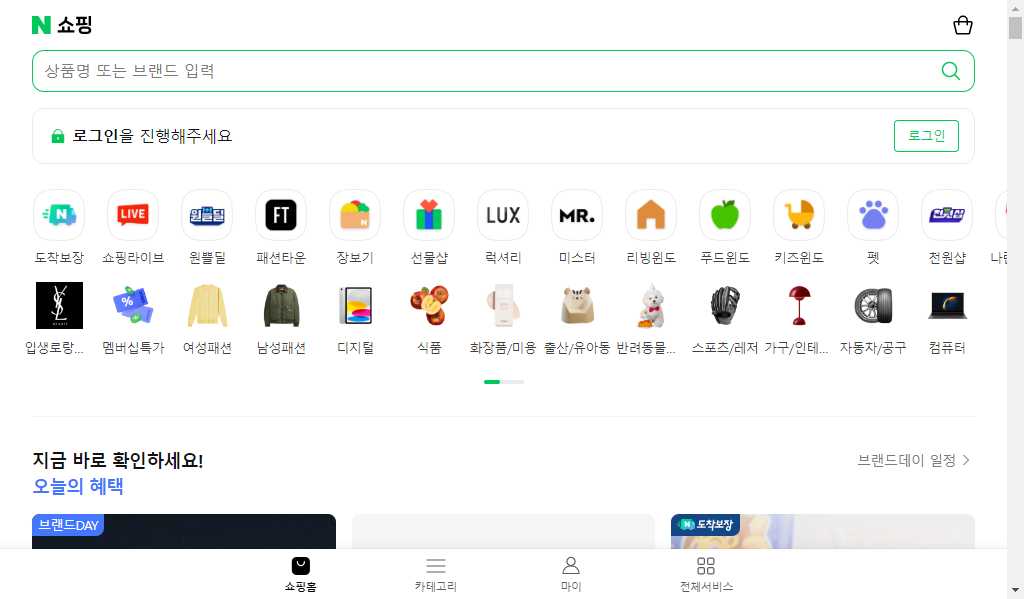 N 쇼핑
상품명 또는 브랜드 입력
로그인을 진행해주세요
로그인
N
LIVE
원쁠딜
FT
LUX
MR.
도착보장
쇼핑라이브
원쁠딜
패션타운
장보기
선물샵
럭셔리
미스터
리빙윈도
푸드윈도
키즈윈도
펫
천원샵
입생로랑...
멤버십특가
여성패션
남성패션
디지털
식품
화장품/미용
출산/유아동
반려동물...
스포츠/레저
가구/인테...
자동차/공구
컴퓨터
지금 바로 확인하세요!
오늘의 혜택
브랜드데이 일정
브랜드DAY
N 도착보장
쇼핑홈
카테고리
마이
전체서비스